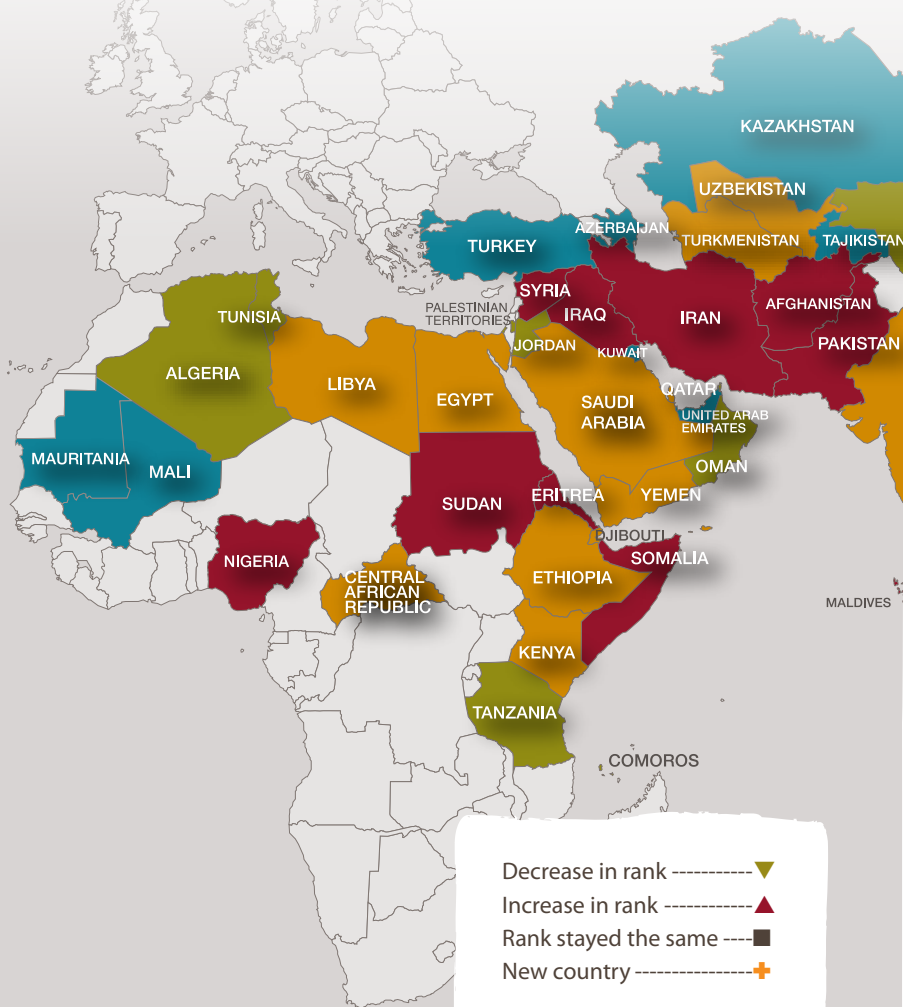 KAZAKHSTAN
UZBEKISTAN
AZERBAIJAN
TURKEY
TURKMENISTAN
TAJIKISTAN
SYRIA
PALESTINIAN
TERRITORIES
IRAQ
IRAN
AFGHANISTAN
TUNISIA
JORDAN
KUWAIT
PAKISTAN
ALGERIA
LIBYA
EGYPT
SAUDI
ARABIA
QATAR
UNITED ARAB
EMIRATES
MAURITANIA
MALI
OMAN
SUDAN
ERITREA
YEMEN
DJIBOUTI
NIGERIA
SOMALIA
CENTRAL
AFRICAN
REPUBLIC
ETHIOPIA
MALDIVES
KENYA
TANZANIA
COMOROS
Decrease in rank -----------
Increase in rank -----------
Rank stayed the same ----
New country ----------------